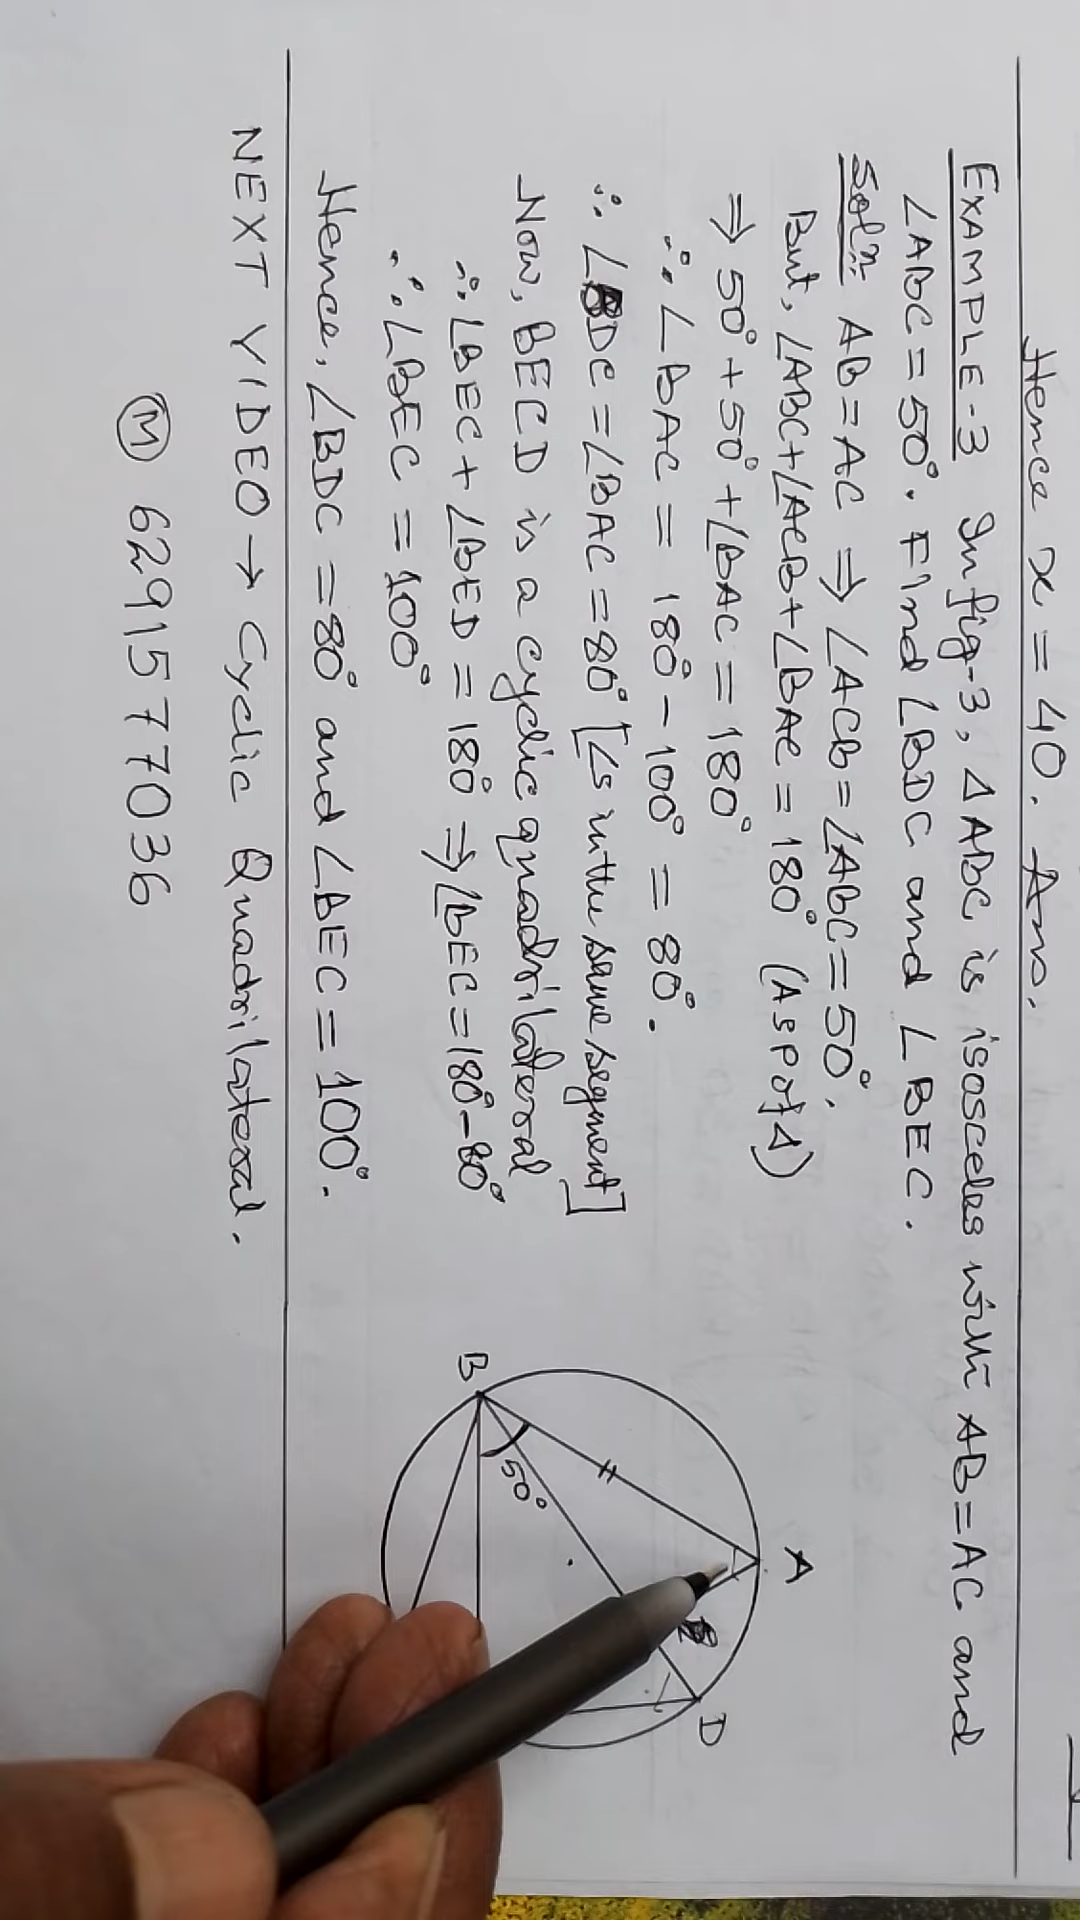 Hence x = 40. Ans.
EXAMPLE-3 In fig-3, ΔABC is isosceles with AB=AC and
∠ABC = 50°. Find ∠BDC and ∠BEC.
Solⁿ: AB = AC ⇒ ∠ACB = ∠ABC = 50°.
But, ∠ABC+∠ACB+∠BAC = 180° (ASP of Δ)
⇒ 50° + 50° + ∠BAC = 180°
∴ ∠BAC = 180° - 100° = 80°.
∴ ∠BDC = ∠BAC = 80° [∠s in the same segment]
Now, BECD is a cyclic quadrilateral
∴ ∠BEC + ∠BED = 180° ⇒ ∠BEC = 180° - 80°
∴ ∠BEC = 100°
Hence, ∠BDC = 80° and ∠BEC = 100°.
NEXT VIDEO → Cyclic Quadrilateral.
M 6291577036
A
D
B
50°